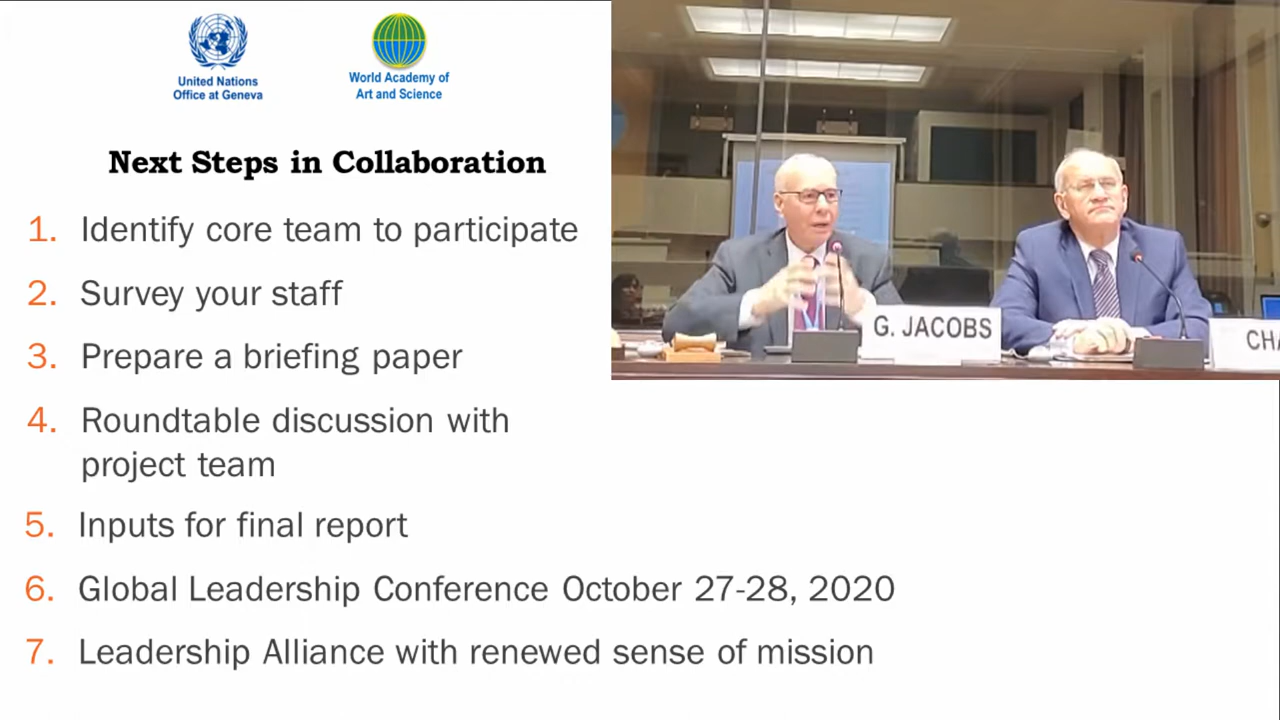 United Nations
Office at Geneva
World Academy of
Art and Science
Next Steps in Collaboration
1. Identify core team to participate
2. Survey your staff
3. Prepare a briefing paper
4. Roundtable discussion with
project team
5. Inputs for final report
6. Global Leadership Conference October 27-28, 2020
7. Leadership Alliance with renewed sense of mission
G. JACOBS